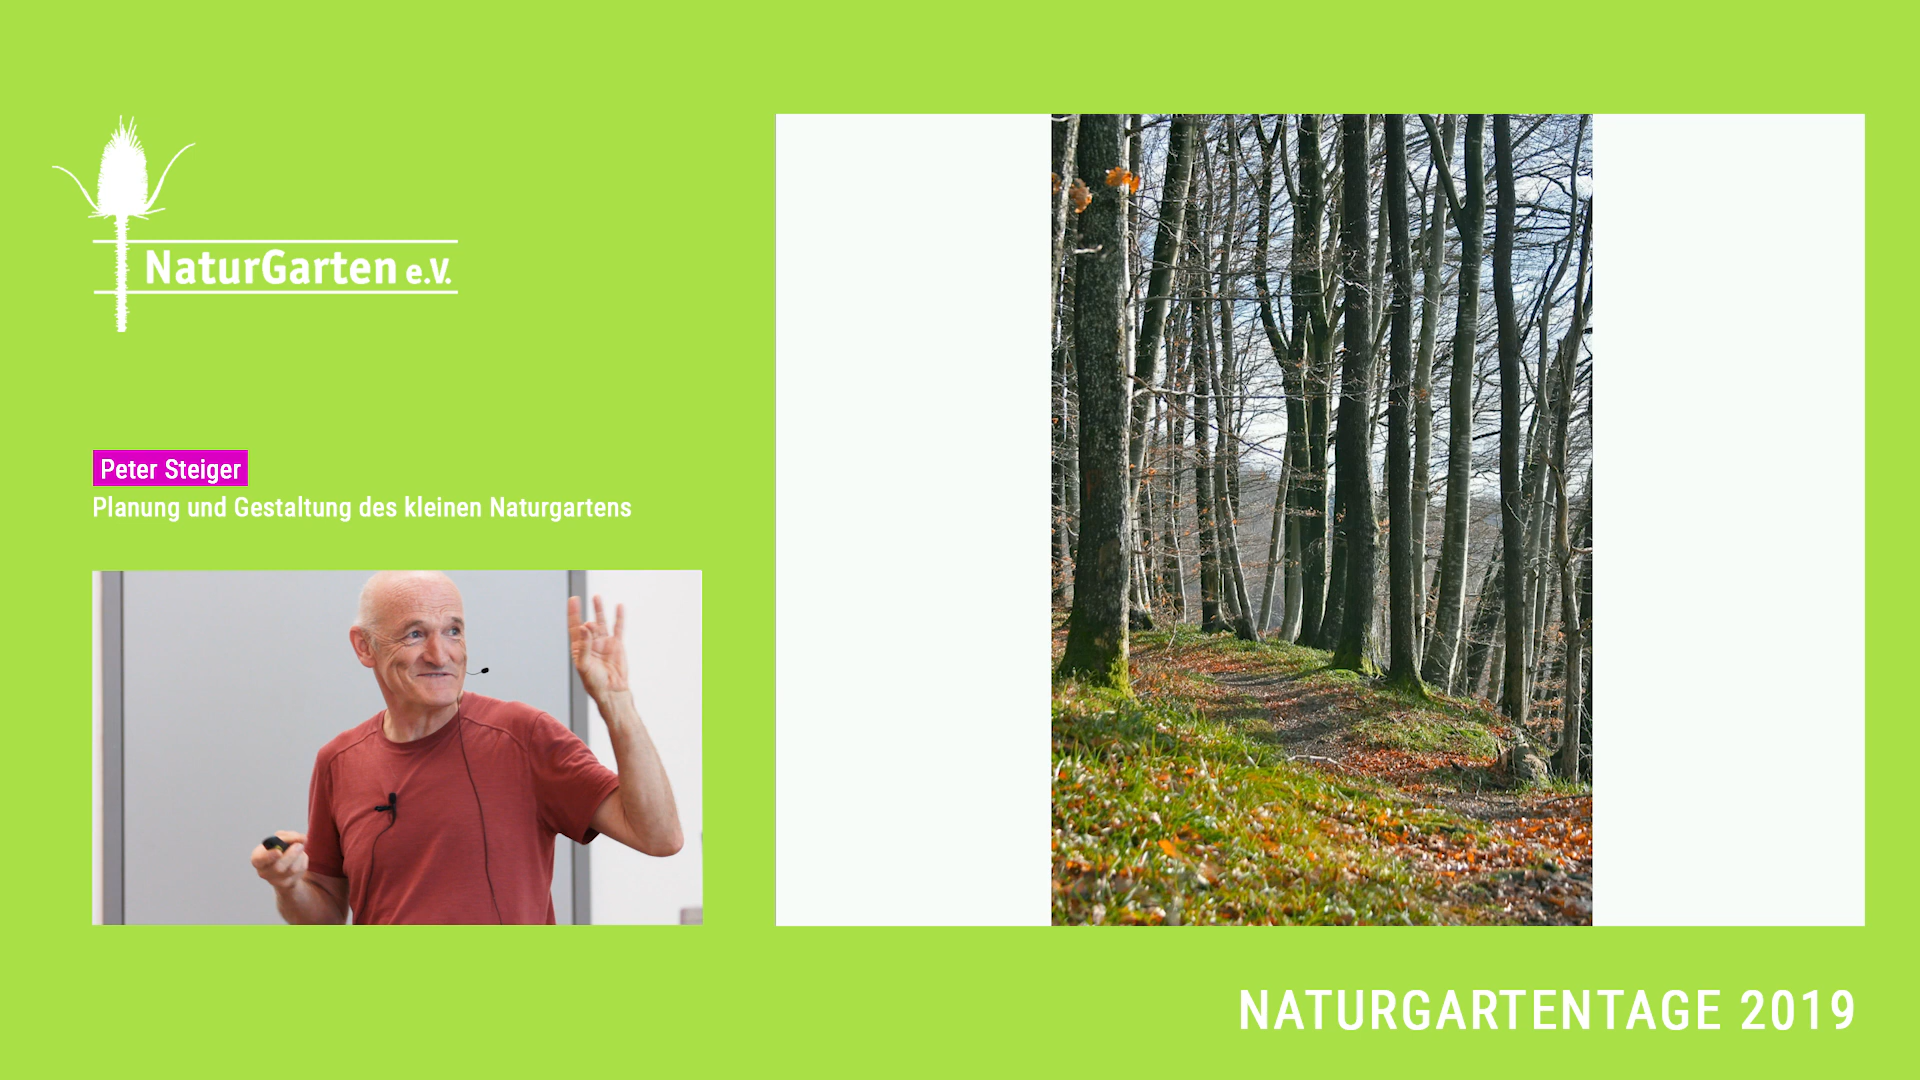 NaturGarten e.V.
Peter Steiger
Planung und Gestaltung des kleinen Naturgartens
NATURGARTENTAGE 2019